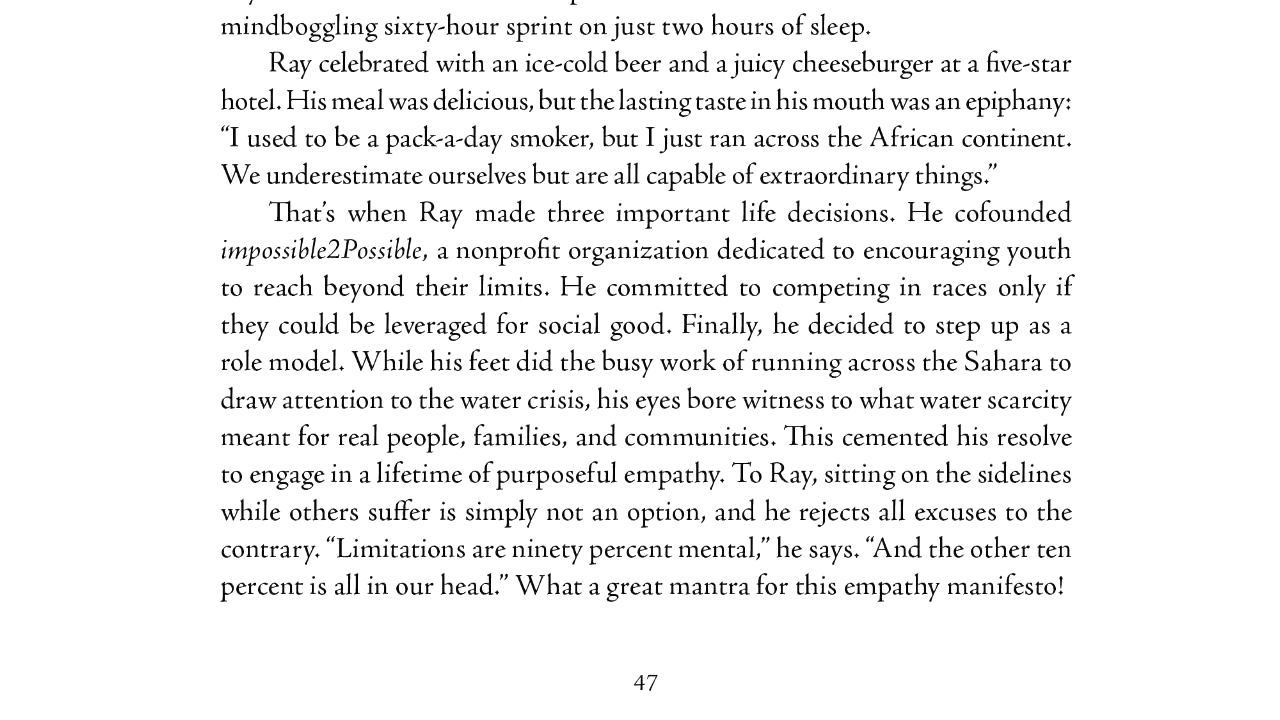 mindboggling sixty-hour sprint on just two hours of sleep.
Ray celebrated with an ice-cold beer and a juicy cheeseburger at a five-star
hotel. His meal was delicious, but the lasting taste in his mouth was an epiphany:
“I used to be a pack-a-day smoker, but I just ran across the African continent.
We underestimate ourselves but are all capable of extraordinary things.”
That’s when Ray made three important life decisions. He cofounded
impossible2Possible, a nonprofit organization dedicated to encouraging youth
to reach beyond their limits. He committed to competing in races only if
they could be leveraged for social good. Finally, he decided to step up as a
role model. While his feet did the busy work of running across the Sahara to
draw attention to the water crisis, his eyes bore witness to what water scarcity
meant for real people, families, and communities. This cemented his resolve
to engage in a lifetime of purposeful empathy. To Ray, sitting on the sidelines
while others suffer is simply not an option, and he rejects all excuses to the
contrary. “Limitations are ninety percent mental,” he says. “And the other ten
percent is all in our head.” What a great mantra for this empathy manifesto!
47